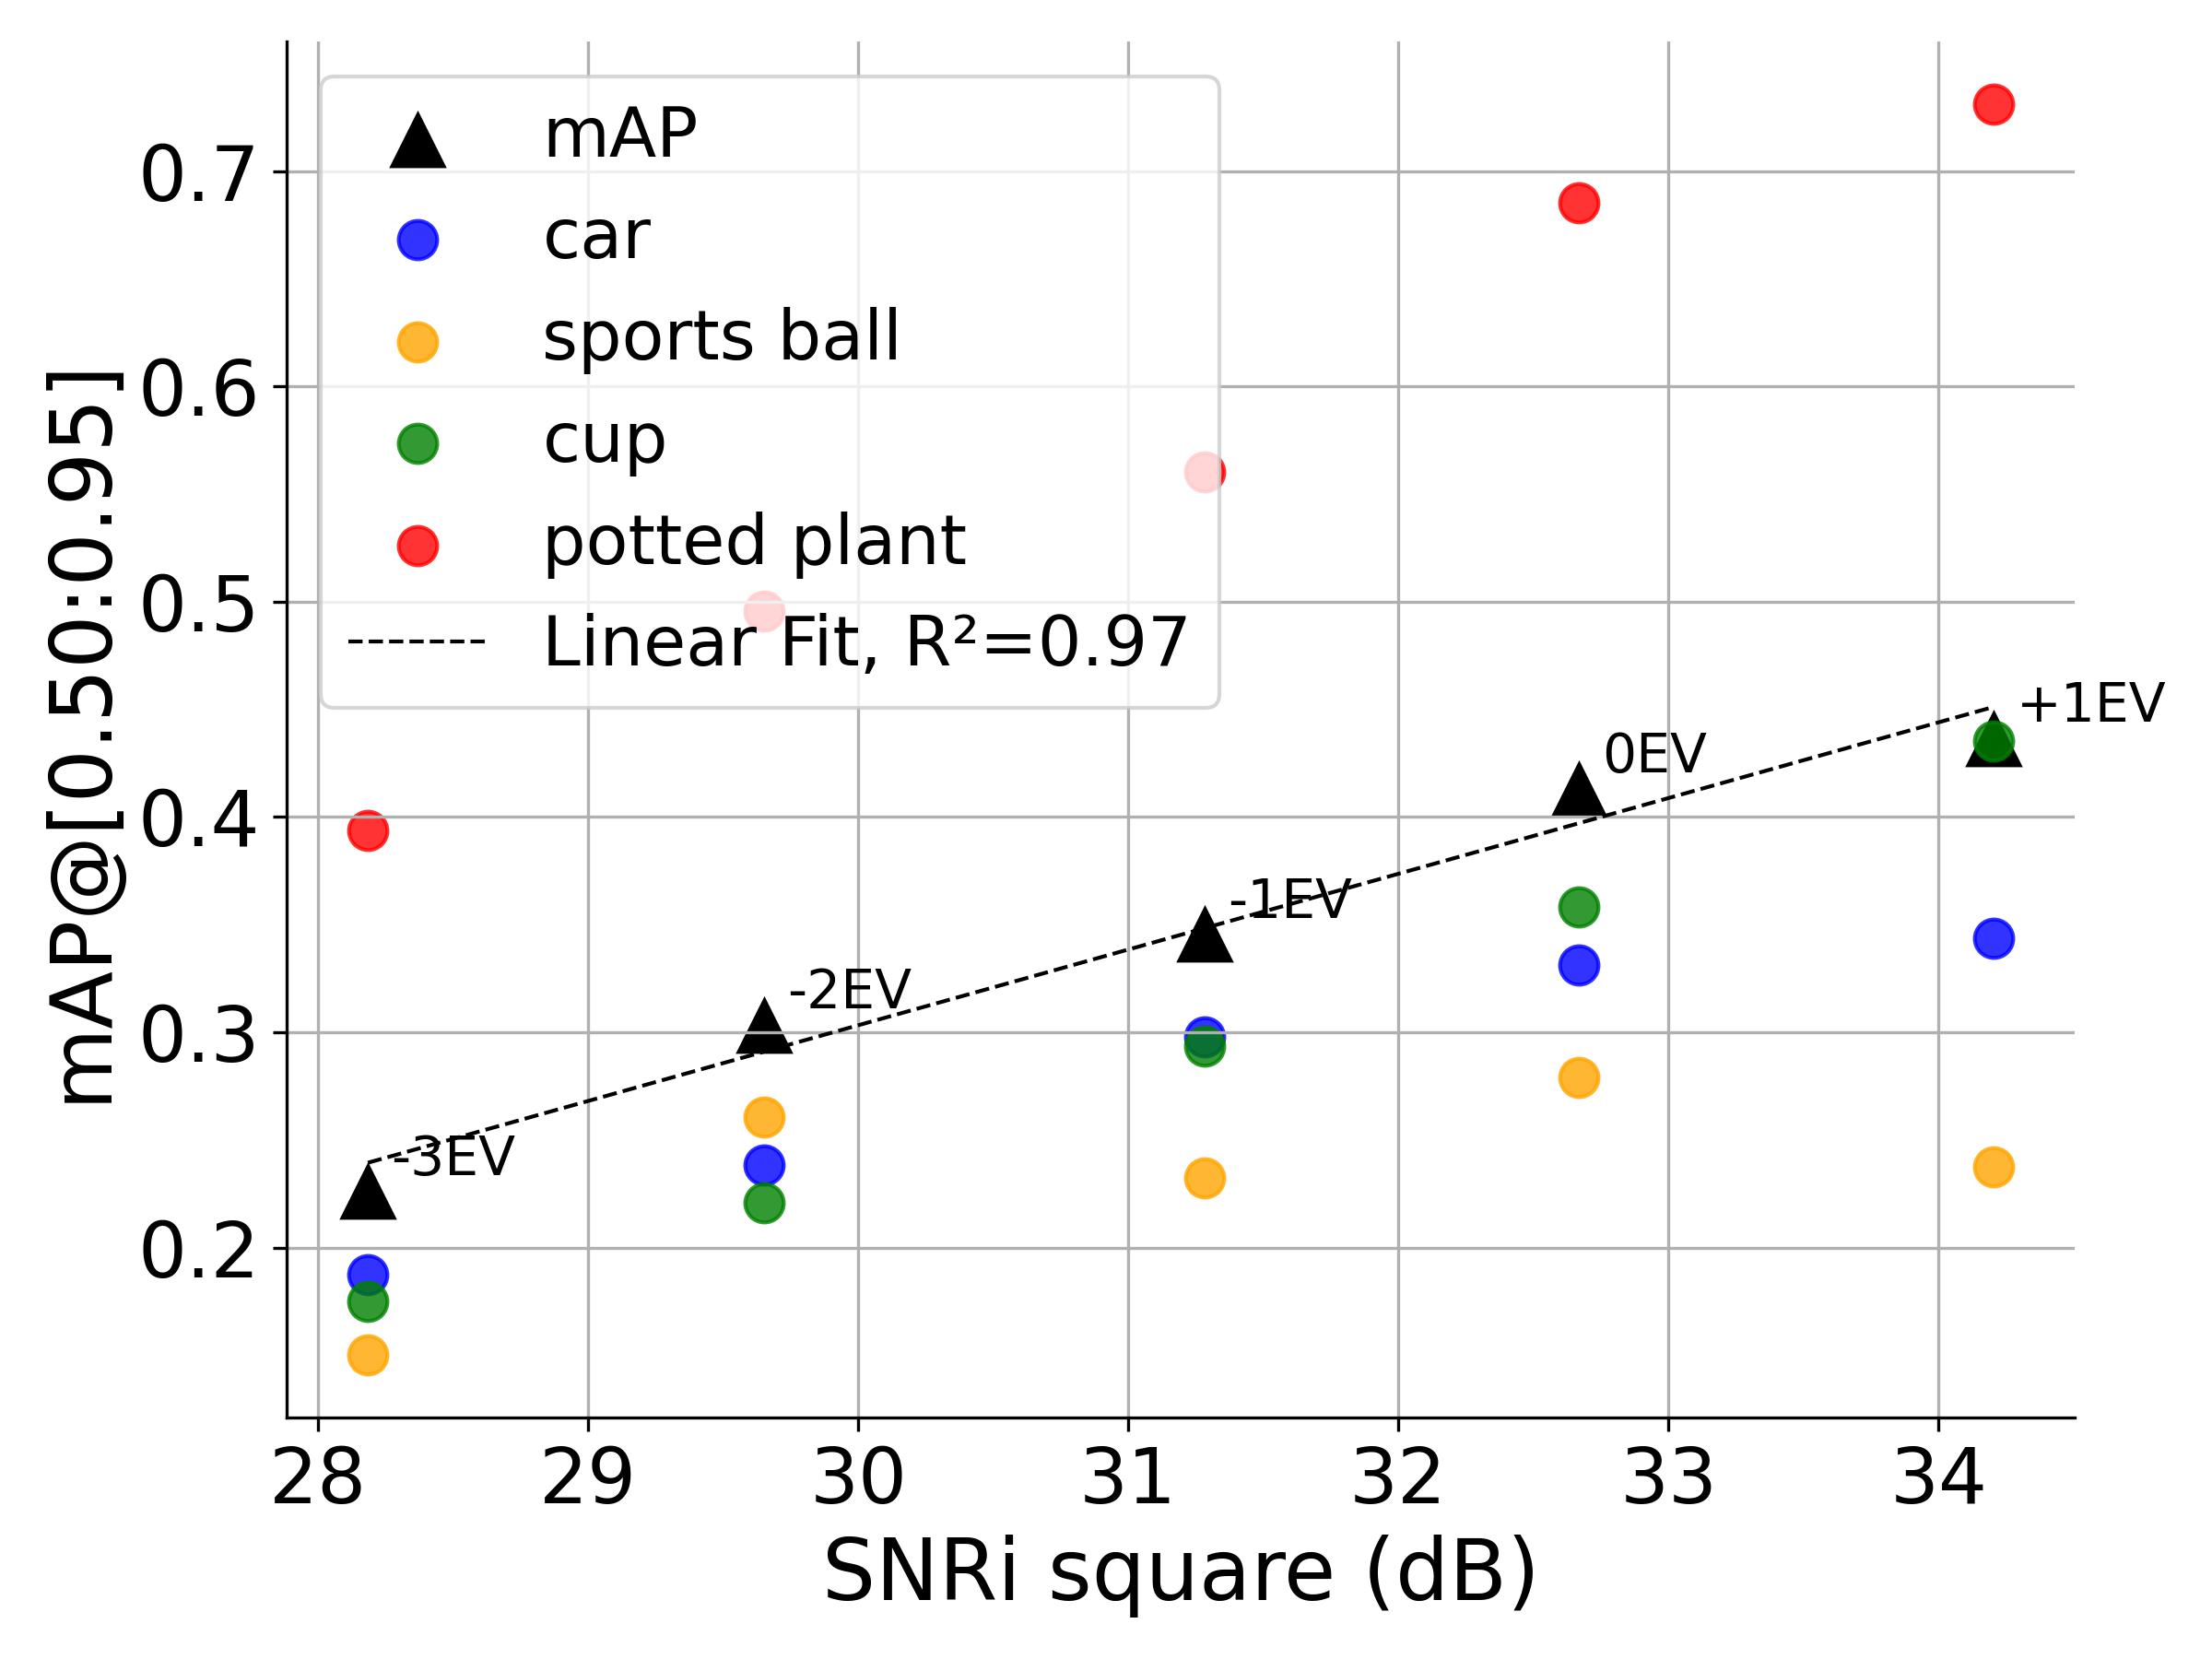 mAP@[0.50:0.95]
0.7
0.6
0.5
0.4
0.3
0.2
mAP
car
sports ball
cup
potted plant
Linear Fit, R²=0.97
+1EV
0EV
-1EV
-2EV
-3EV
28 29 30 31 32 33 34
SNRi square (dB)